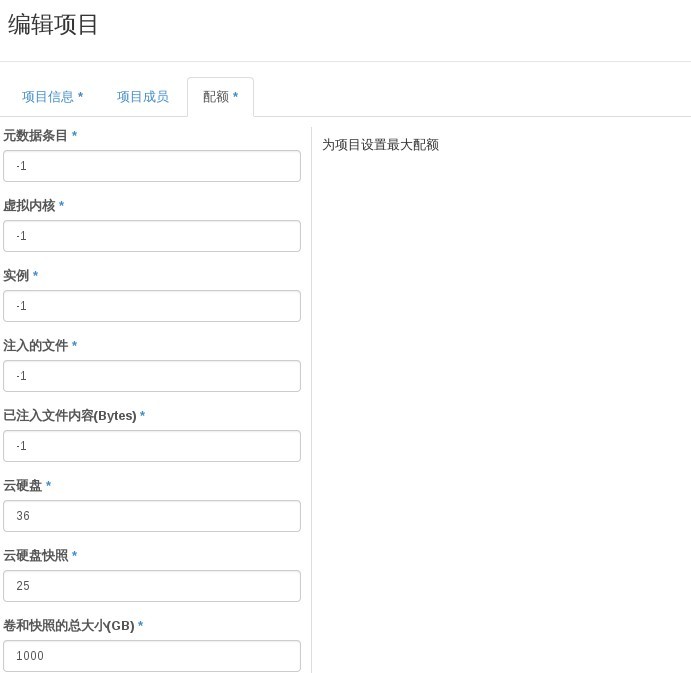 编辑项目
项目信息 * 项目成员 配额 *
元数据条目 *
-1
为项目设置最大配额
虚拟内核 *
-1
实例 *
-1
注入的文件 *
-1
已注入文件内容(Bytes) *
-1
云硬盘 *
36
云硬盘快照 *
25
卷和快照的总大小(GB) *
1000